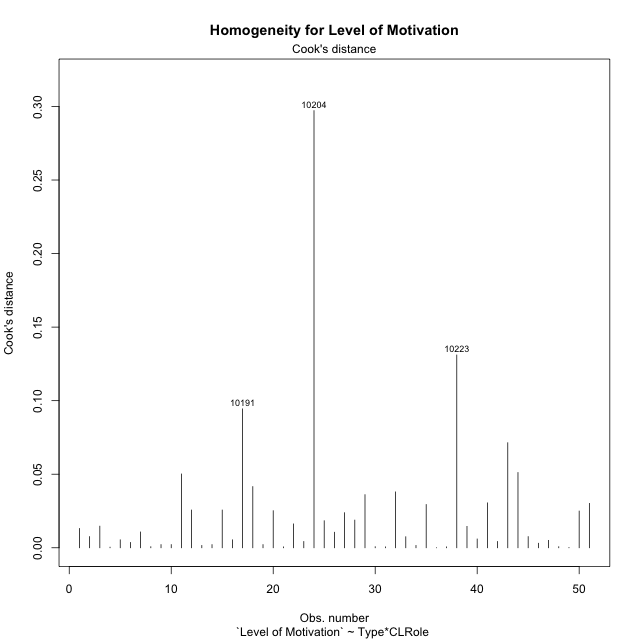 Homogeneity for Level of Motivation
Cook's distance
Cook's distance
0.30
0.25
0.20
0.15
0.10
0.05
0.00
10204
10223
10191
0 10 20 30 40 50
Obs. number
`Level of Motivation` ~ Type*CLRole